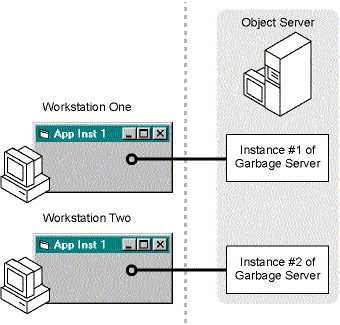 Object Server
Workstation One
App Inst 1
Instance #1 of
Garbage Server
Workstation Two
App Inst 1
Instance #2 of
Garbage Server